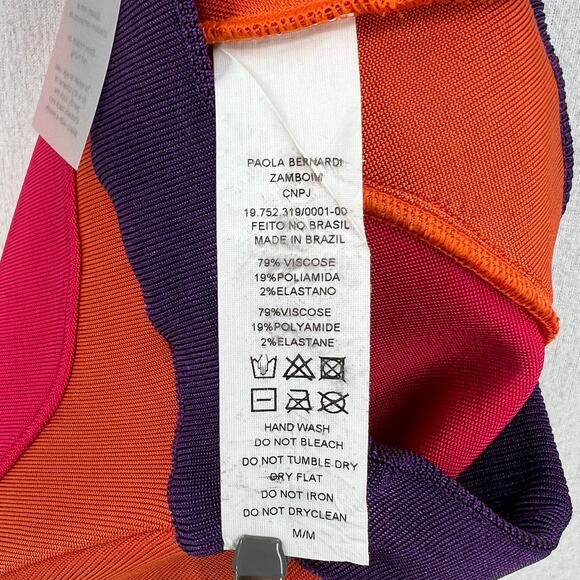 PAOLA BERNARDI
ZAMBOIM
CNPJ
19.752.319/0001-00
FEITO NO BRASIL
MADE IN BRAZIL
79% VISCOSE
19%POLIAMIDA
2%ELASTANO
79%VISCOSE
19%POLYAMIDE
2%ELASTANE
HAND WASH
DO NOT BLEACH
DO NOT TUMBLE DRY
DRY FLAT
DO NOT IRON
DO NOT DRYCLEAN
M/M